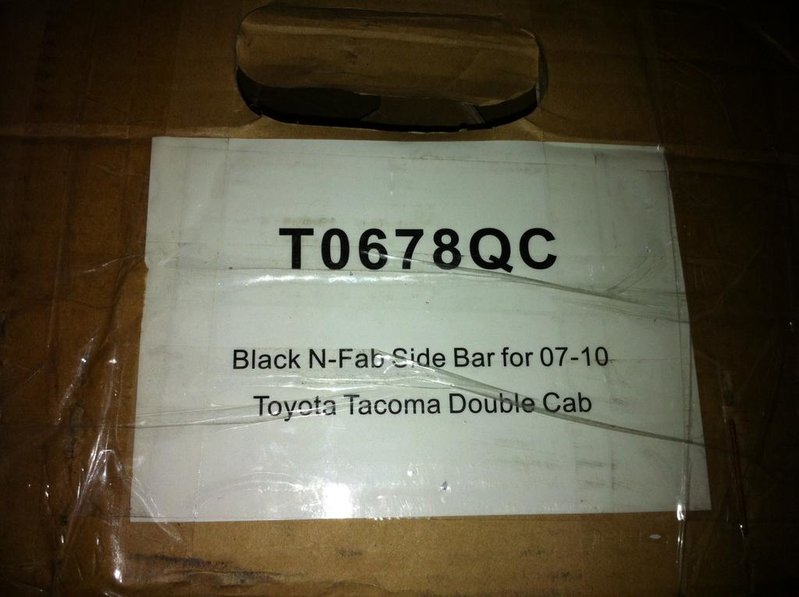 T0678QC
Black N-Fab Side Bar for 07-10
Toyota Tacoma Double Cab